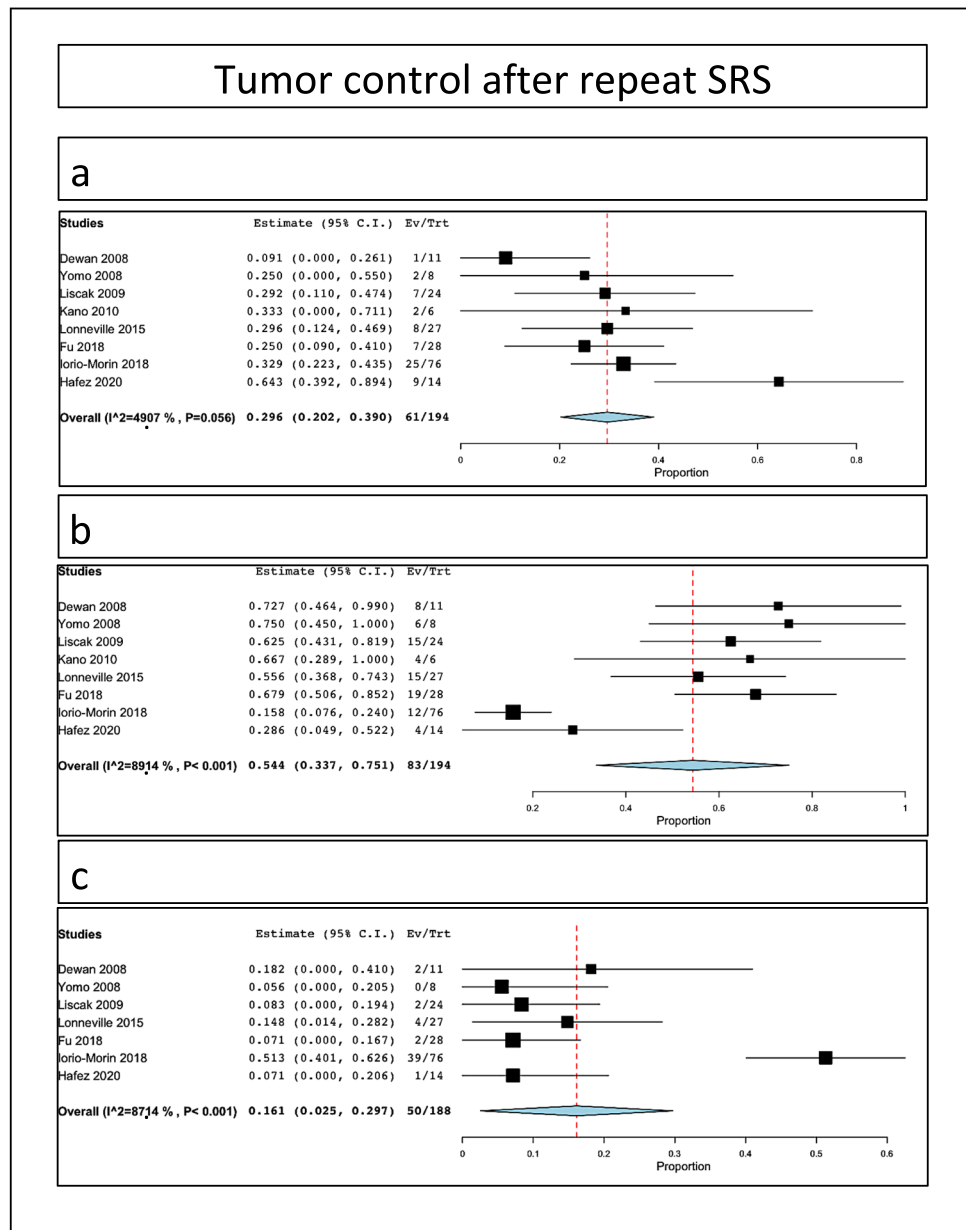 Tumor control after repeat SRS
a
Studies Estimate (95% C.I.) Ev/Trt
Dewan 2008 0.091 (0.000, 0.261) 1/11
Yomo 2008 0.250 (0.000, 0.550) 2/8
Liscak 2009 0.292 (0.110, 0.474) 7/24
Kano 2010 0.333 (0.000, 0.711) 2/6
Lonneville 2015 0.296 (0.124, 0.469) 8/27
Fu 2018 0.250 (0.090, 0.410) 7/28
Iorio-Morin 2018 0.329 (0.223, 0.435) 25/76
Hafez 2020 0.643 (0.392, 0.894) 9/14
Overall (I^2=4907 % , P=0.056) 0.296 (0.202, 0.390) 61/194
0 0.2 0.4 0.6 0.8
Proportion
b
Studies Estimate (95% C.I.) Ev/Trt
Dewan 2008 0.727 (0.464, 0.990) 8/11
Yomo 2008 0.750 (0.450, 1.000) 6/8
Liscak 2009 0.625 (0.431, 0.819) 15/24
Kano 2010 0.667 (0.289, 1.000) 4/6
Lonneville 2015 0.556 (0.368, 0.743) 15/27
Fu 2018 0.679 (0.506, 0.852) 19/28
Iorio-Morin 2018 0.158 (0.076, 0.240) 12/76
Hafez 2020 0.286 (0.049, 0.522) 4/14
Overall (I^2=8914 % , P< 0.001) 0.544 (0.337, 0.751) 83/194
0.2 0.4 0.6 0.8 1
Proportion
c
Studies Estimate (95% C.I.) Ev/Trt
Dewan 2008 0.182 (0.000, 0.410) 2/11
Yomo 2008 0.056 (0.000, 0.205) 0/8
Liscak 2009 0.083 (0.000, 0.194) 2/24
Lonneville 2015 0.148 (0.014, 0.282) 4/27
Fu 2018 0.071 (0.000, 0.167) 2/28
Iorio-Morin 2018 0.513 (0.401, 0.626) 39/76
Hafez 2020 0.071 (0.000, 0.206) 1/14
Overall (I^2=8714 % , P< 0.001) 0.161 (0.025, 0.297) 50/188
0 0.1 0.2 0.3 0.4 0.5 0.6
Proportion